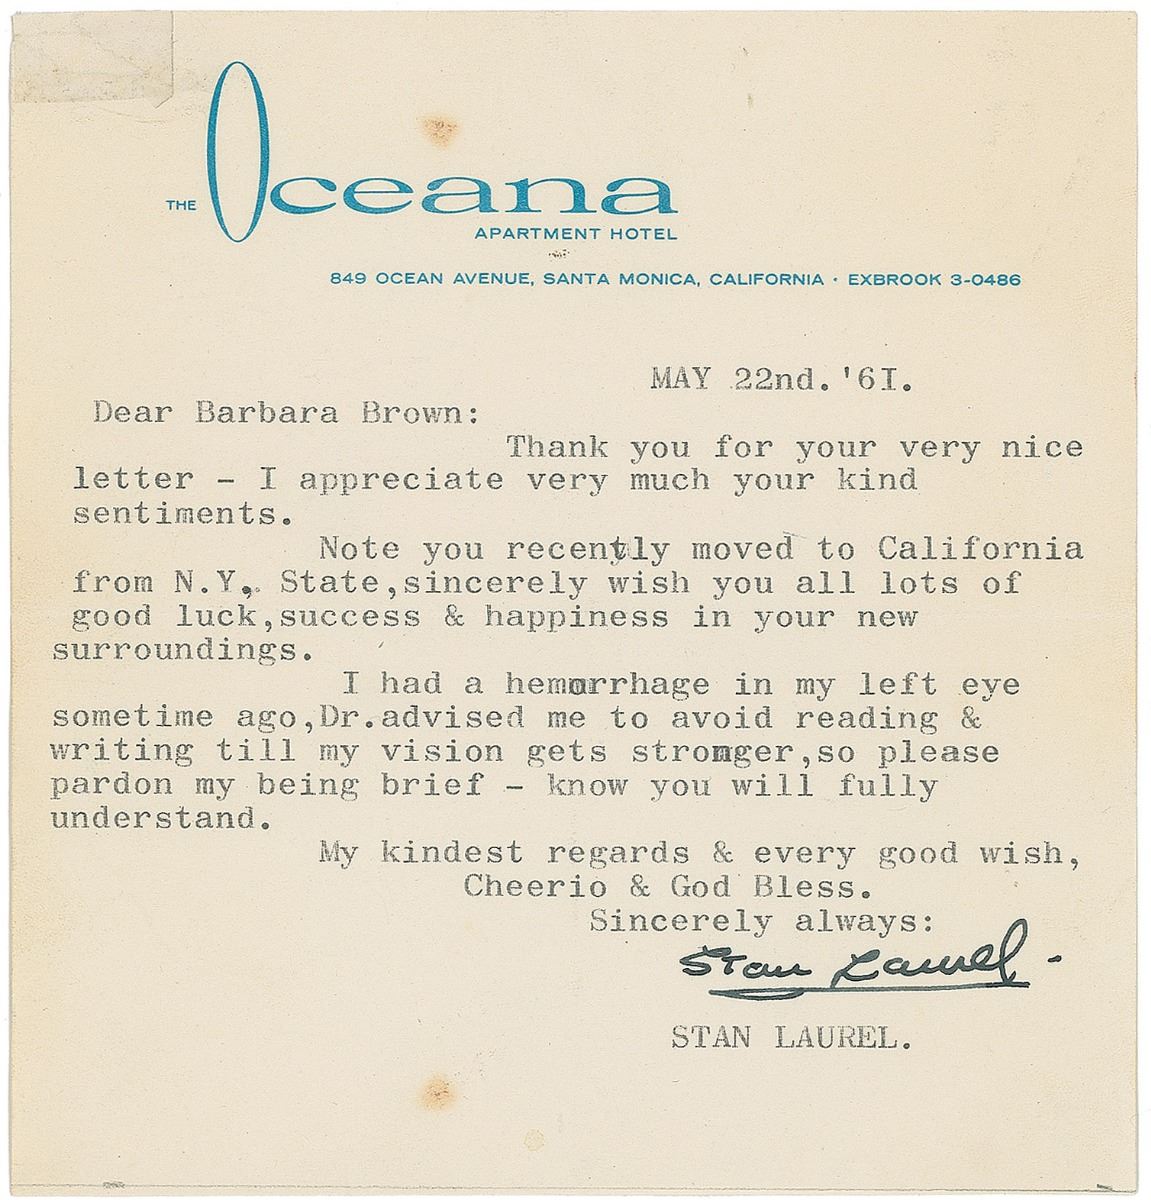 THE Oceana
APARTMENT HOTEL
849 OCEAN AVENUE, SANTA MONICA, CALIFORNIA · EXBROOK 3-0486
MAY 22nd.'6I.
Dear Barbara Brown:
Thank you for your very nice
letter - I appreciate very much your kind
sentiments.
Note you recently moved to California
from N.Y. State,sincerely wish you all lots of
good luck,success & happiness in your new
surroundings.
I had a hemorrhage in my left eye
sometime ago,Dr.advised me to avoid reading &
writing till my vision gets stronger,so please
pardon my being brief - know you will fully
understand.
My kindest regards & every good wish,
Cheerio & God Bless.
Sincerely always:
Stan Laurel.
STAN LAUREL.